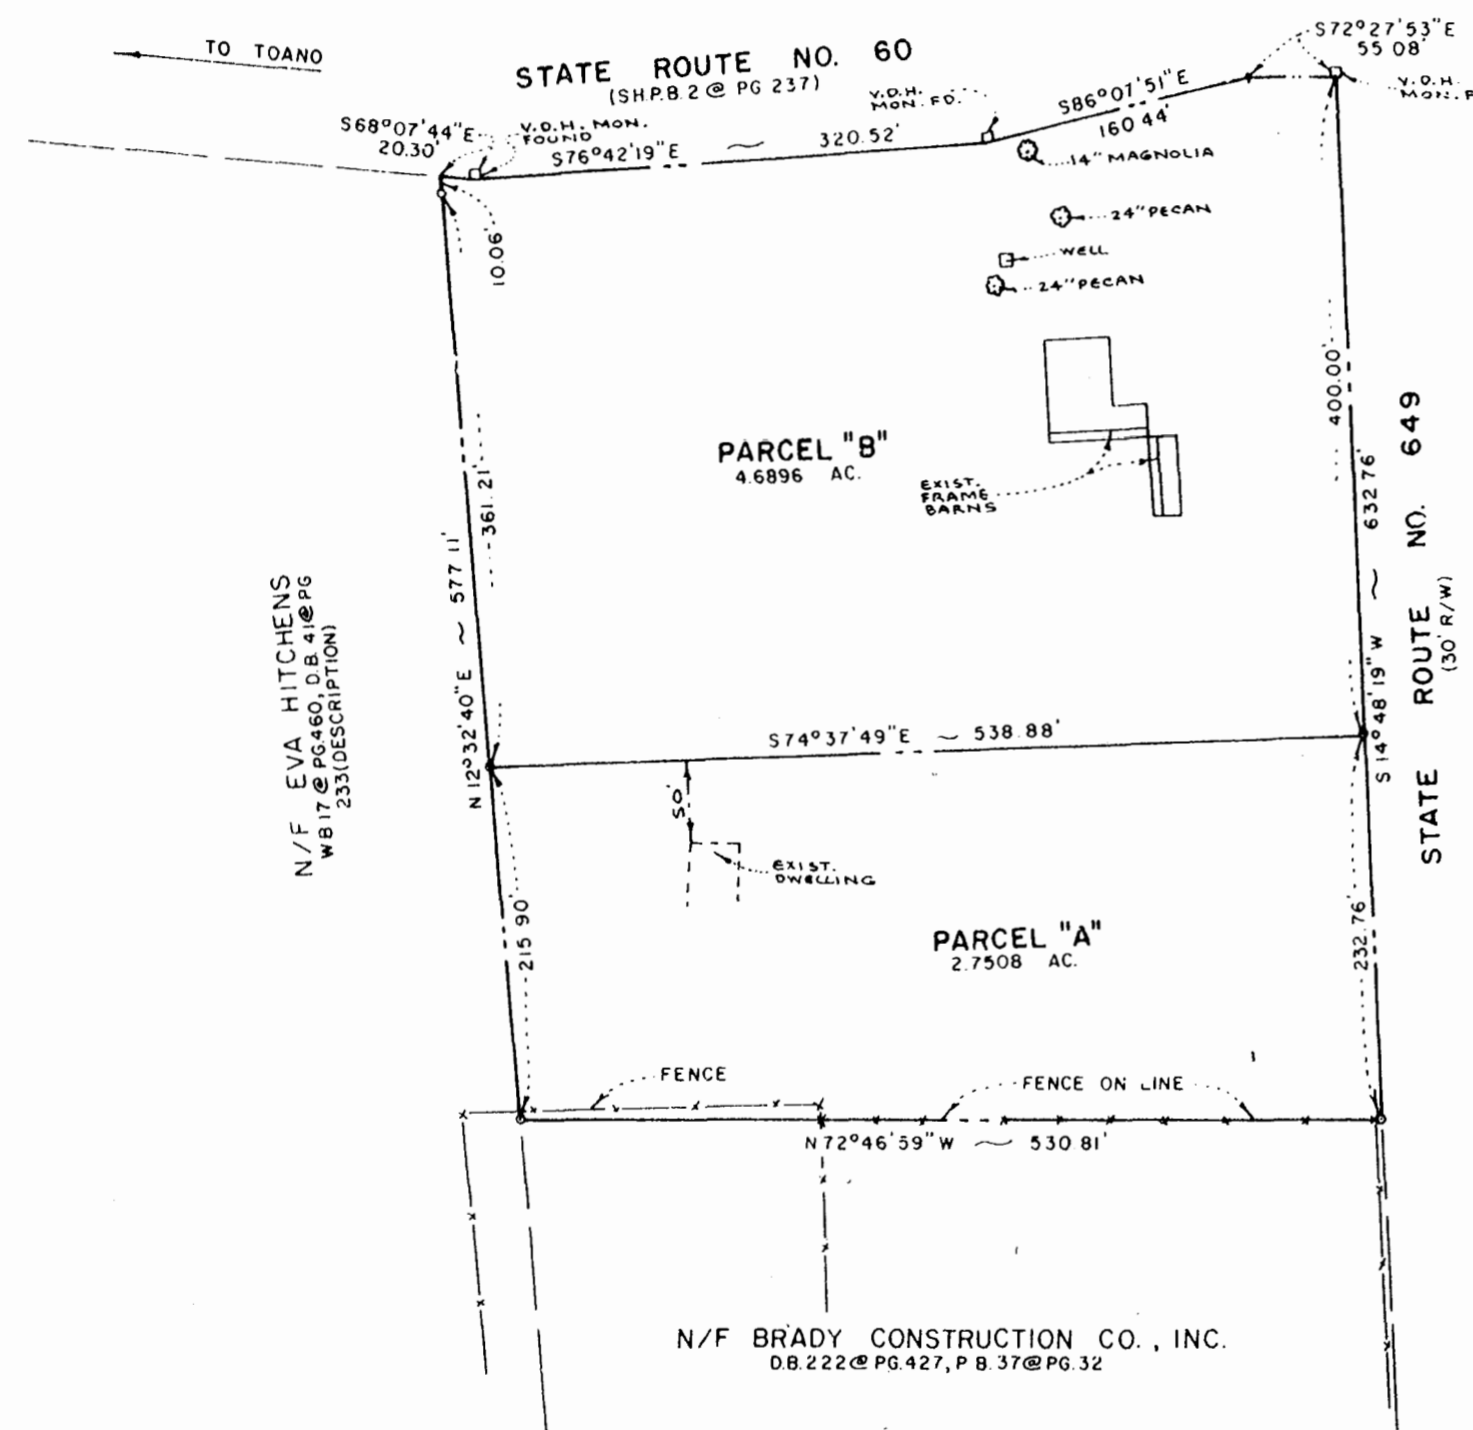 TO TOANO
STATE ROUTE NO. 60
(SH.P.B.2 @ PG 237)
S72°27'53"E
55 08'
V.D.H.
V.D.H.
MON. FD.
S86°07'51"E
160 44'
S68°07'44"E
20.30'
V.D.H. MON.
FOUND
S76°42'19"E ~ 320.52'
14" MAGNOLIA
24" PECAN
WELL
24" PECAN
10.06'
400.00'
361.21'
PARCEL "B"
4.6896 AC.
EXIST.
FRAME
BARNS
STATE ROUTE NO. 649
(30' R/W)
S 14°48'19"W ~ 632 76'
N/F EVA HITCHENS
WB 17 @ PG.460, D.B. 41@PG
233(DESCRIPTION)
N 12°32'40"E ~ 577 11'
S74°37'49"E ~ 538.88'
50'
EXIST.
DWELLING
215 90'
232.76'
PARCEL "A"
2.7508 AC.
FENCE
FENCE ON LINE
N 72°46'59"W ~ 530 81'
N/F BRADY CONSTRUCTION CO., INC.
D.B.222@PG.427, P B.37@PG.32